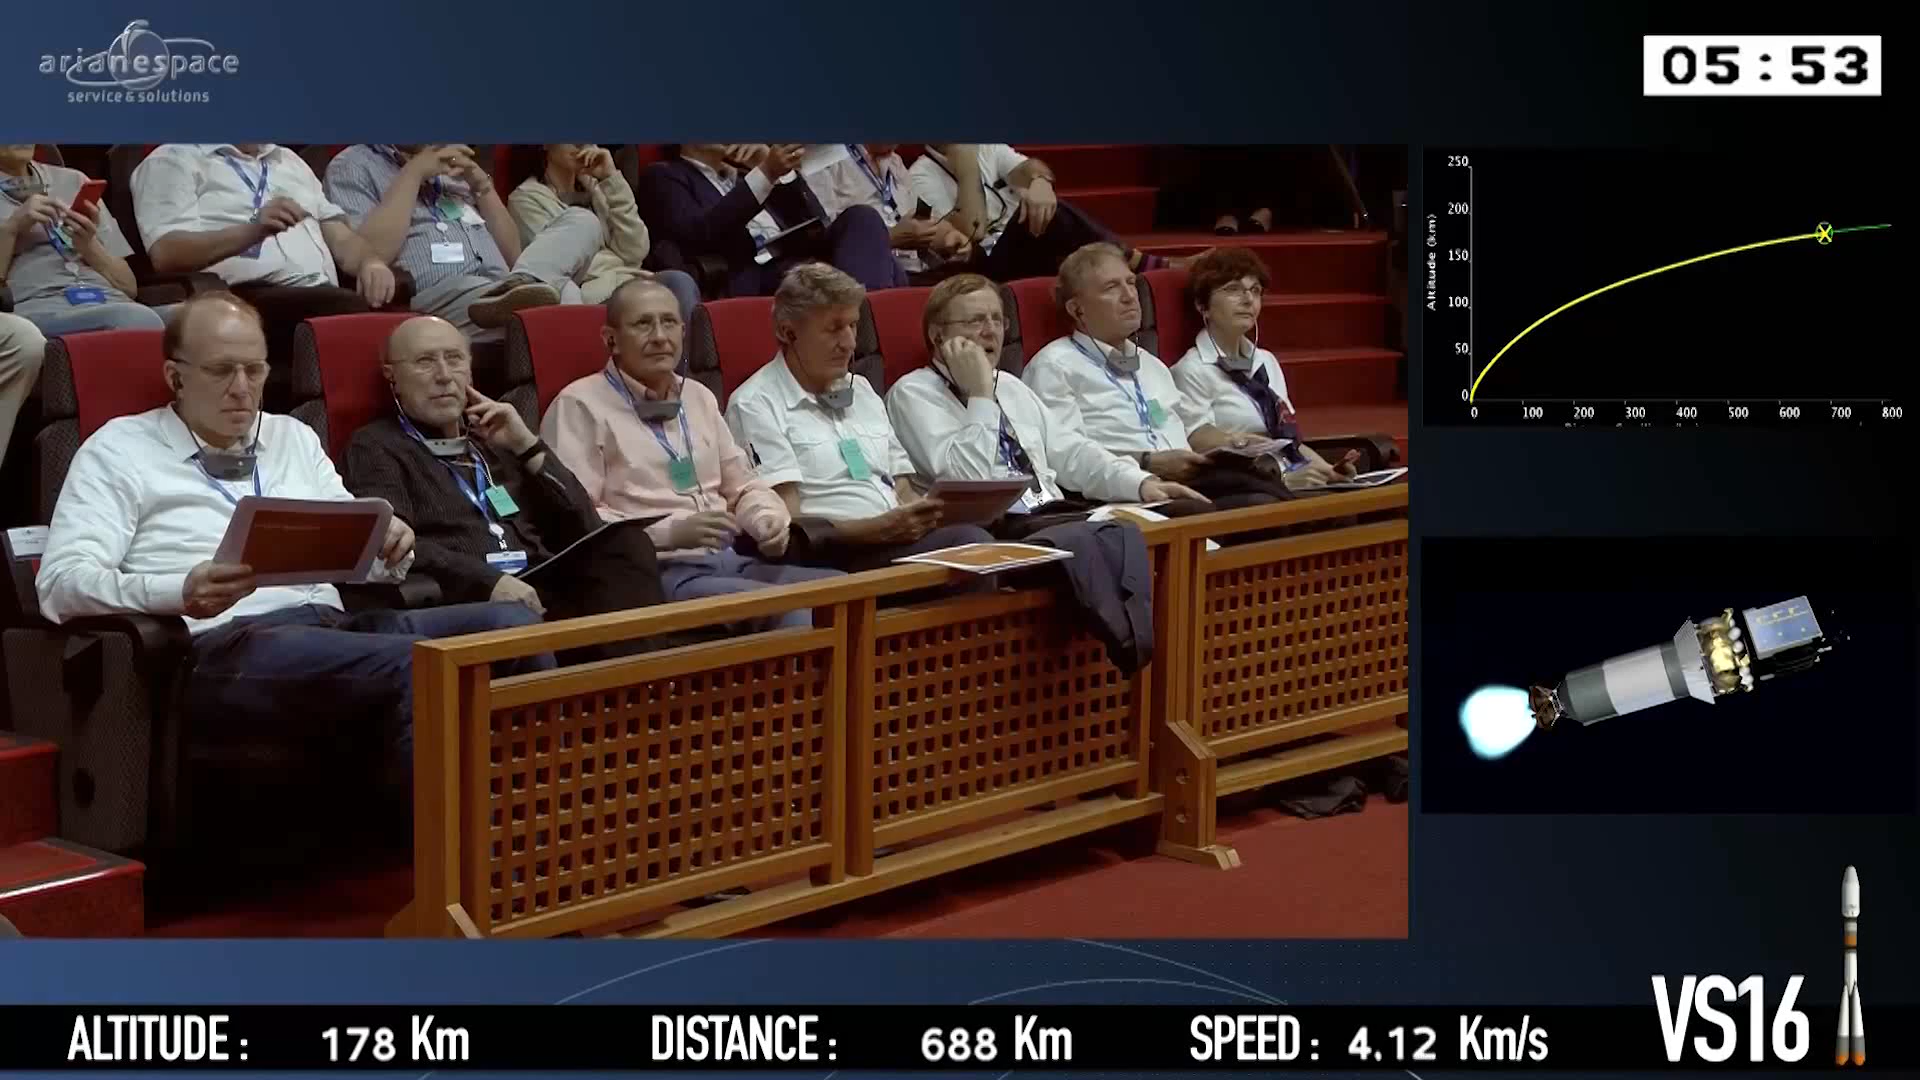 arianespace
service & solutions
05:53
250
200
150
100
50
0
Altitude (km)
0 100 200 300 400 500 600 700 800
ALTITUDE : 178 Km DISTANCE : 688 Km SPEED : 4.12 Km/s
VS16